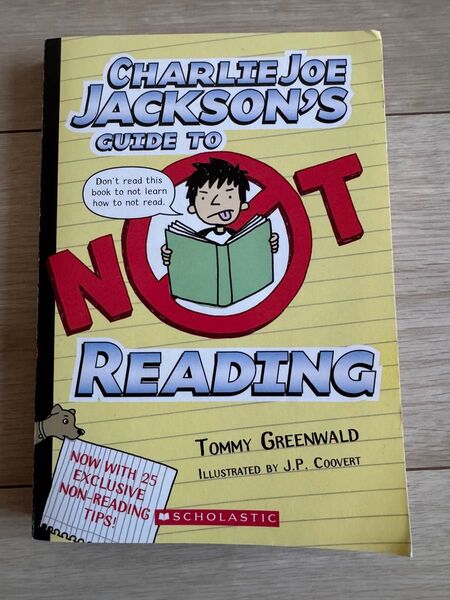 CHARLIE JOE
JACKSON'S
GUIDE TO
Don't read this
book to not learn
how to not read.
NOT
READING
TOMMY GREENWALD
ILLUSTRATED BY J.P. COOVERT
NOW WITH 25
EXCLUSIVE
NON-READING
TIPS!
SCHOLASTIC